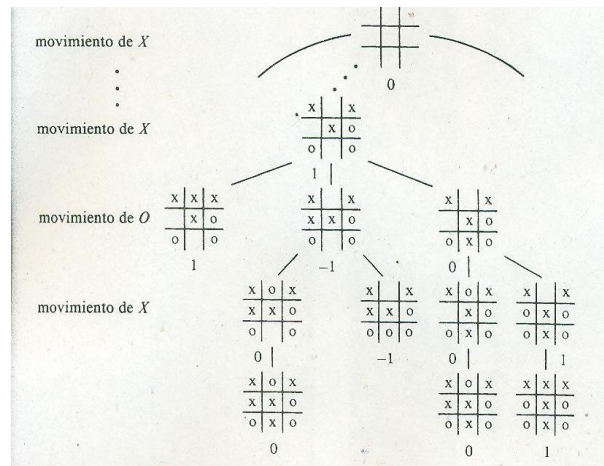 movimiento de X
0
x x
movimiento de X
x o
o o
1
x x x x x x x
movimiento de O
x o x x o x o
o o o o o x o
1 -1 0
x o x x x x o x x x
movimiento de X
x x o x x o x o o x o
o o o o o o x o o x o
0 -1 0 1
x o x x o x x x x
x x o x x o o x o
o x o o x o o x o
0 0 1